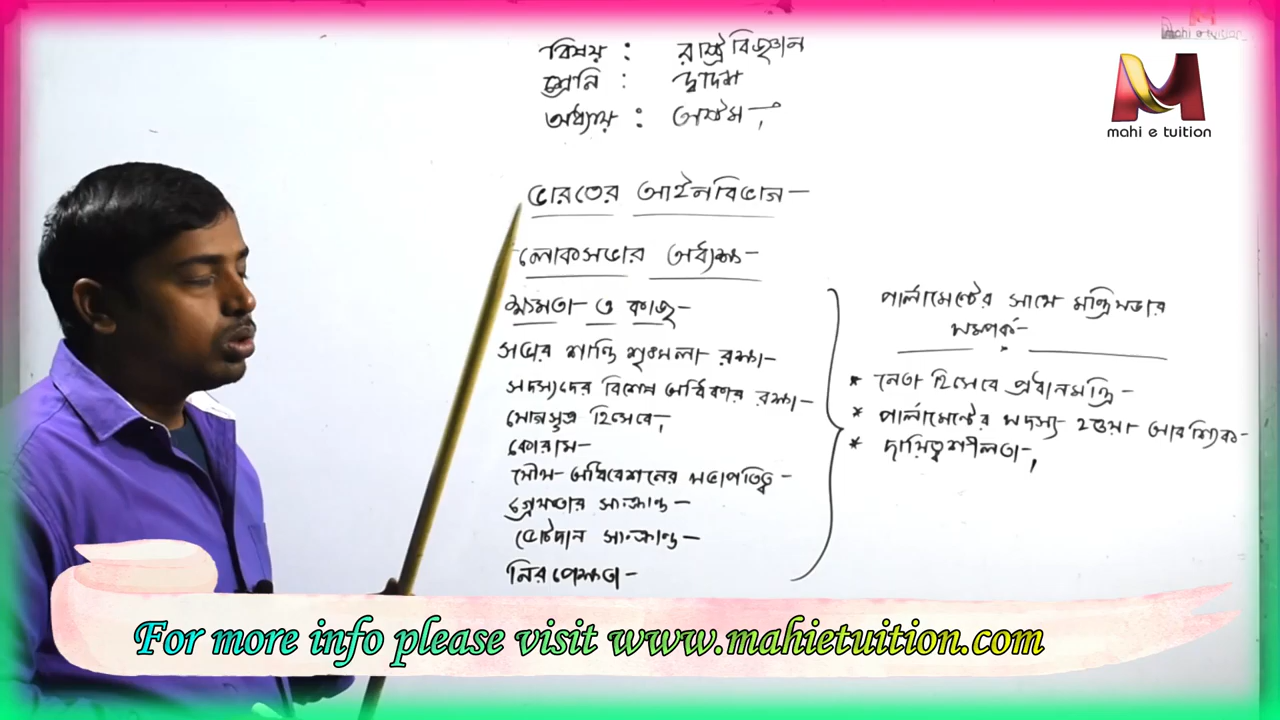 বিষয় : রাষ্ট্রবিজ্ঞান
শ্রেনি : দ্বাদশ
অধ্যায় : অষ্টম
ভারতের আইনবিভাগ
লোকসভার অধ্যক্ষ
ক্ষমতা ও কাজ
সভার শান্তি শৃঙ্খলা রক্ষা
সদস্যদের বিশেষ অধিকার রক্ষা
যোগসূত্র হিসেবে,
কোরাম
যৌথ অধিবেশনের সভাপতিত্ব
গ্রেফতার সংক্রান্ত
ভোটদান সংক্রান্ত
নিরপেক্ষতা
পার্লামেন্টের সাথে মন্ত্রিসভার
সম্পর্ক
* নেতা হিসেবে প্রধানমন্ত্রি
* পার্লামেন্টের সদস্য হওয়া আবশ্যিক
* দায়িত্বশীলতা,
mahi e tuition
mahi e tuition
For more info please visit www.mahietuition.com